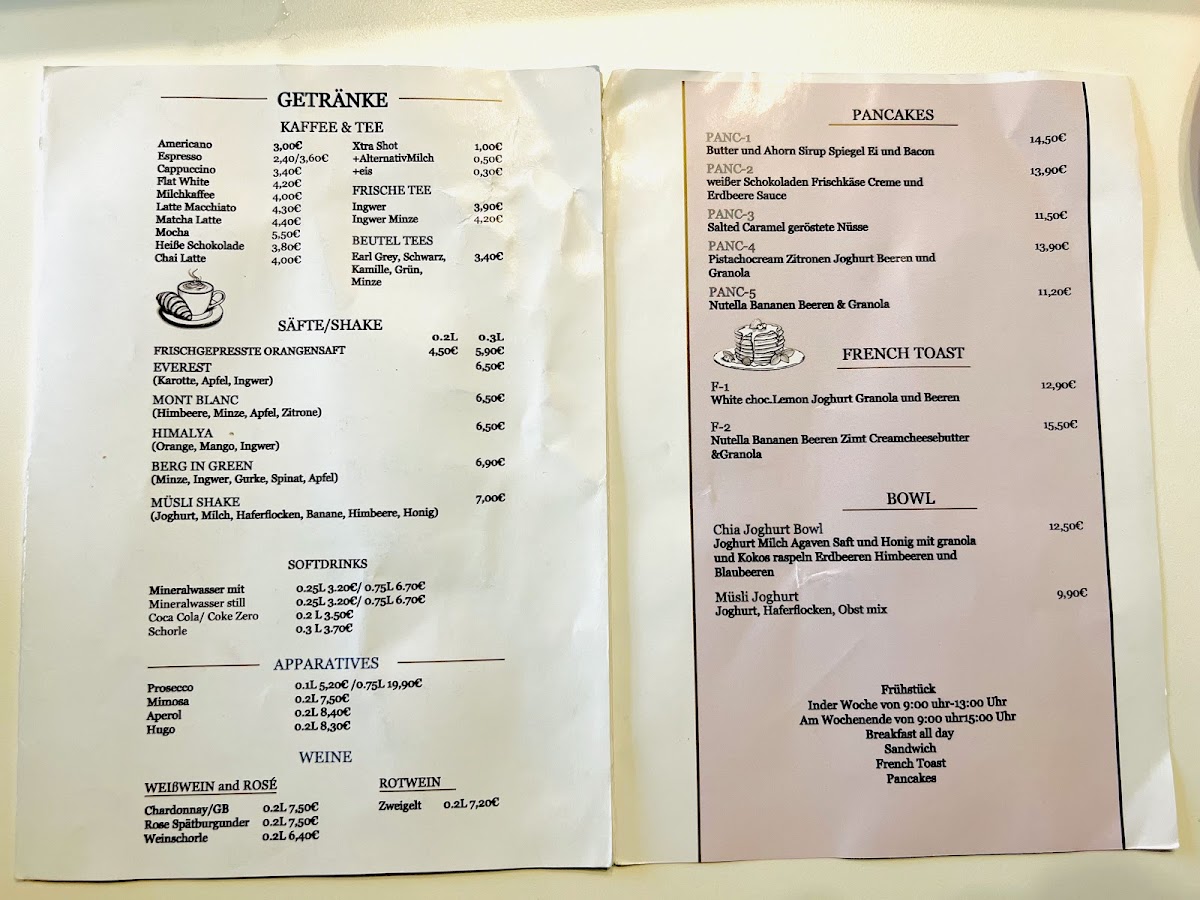 GETRÄNKE
KAFFEE & TEE
Americano 3,00€
Espresso 2,40/3,60€
Cappuccino 3,40€
Flat White 4,20€
Milchkaffee 4,00€
Latte Macchiato 4,30€
Matcha Latte 4,40€
Mocha 5,50€
Heiße Schokolade 3,80€
Chai Latte 4,00€
Xtra Shot 1,00€
+AlternativMilch 0,50€
+eis 0,30€
FRISCHE TEE
Ingwer 3,90€
Ingwer Minze 4,20€
BEUTEL TEES
Earl Grey, Schwarz, 3,40€
Kamille, Grün,
Minze
SÄFTE/SHAKE
0.2L 0.3L
FRISCHGEPRESSTE ORANGENSAFT 4,50€ 5,90€
EVEREST 6,50€
(Karotte, Apfel, Ingwer)
MONT BLANC 6,50€
(Himbeere, Minze, Apfel, Zitrone)
HIMALYA 6,50€
(Orange, Mango, Ingwer)
BERG IN GREEN 6,90€
(Minze, Ingwer, Gurke, Spinat, Apfel)
MÜSLI SHAKE 7,00€
(Joghurt, Milch, Haferflocken, Banane, Himbeere, Honig)
SOFTDRINKS
Mineralwasser mit 0.25L 3.20€/ 0.75L 6.70€
Mineralwasser still 0.25L 3.20€/ 0.75L 6.70€
Coca Cola/ Coke Zero 0.2 L 3.50€
Schorle 0.3 L 3.70€
APPARATIVES
Prosecco 0.1L 5,20€ /0.75L 19,90€
Mimosa 0.2L 7,50€
Aperol 0.2L 8,40€
Hugo 0.2L 8,30€
WEINE
WEIßWEIN and ROSÉ
Chardonnay/GB 0.2L 7,50€
Rose Spätburgunder 0.2L 7,50€
Weinschorle 0.2L 6,40€
ROTWEIN
Zweigelt 0.2L 7,20€
PANCAKES
PANC-1 14,50€
Butter und Ahorn Sirup Spiegel Ei und Bacon
PANC-2 13,90€
weißer Schokoladen Frischkäse Creme und
Erdbeere Sauce
PANC-3 11,50€
Salted Caramel geröstete Nüsse
PANC-4 13,90€
Pistachocream Zitronen Joghurt Beeren und
Granola
PANC-5 11,20€
Nutella Bananen Beeren & Granola
FRENCH TOAST
F-1 12,90€
White choc.Lemon Joghurt Granola und Beeren
F-2 15,50€
Nutella Bananen Beeren Zimt Creamcheesebutter
&Granola
BOWL
Chia Joghurt Bowl 12,50€
Joghurt Milch Agaven Saft und Honig mit granola
und Kokos raspeln Erdbeeren Himbeeren und
Blaubeeren
Müsli Joghurt 9,90€
Joghurt, Haferflocken, Obst mix
Frühstück
Inder Woche von 9:00 uhr-13:00 Uhr
Am Wochenende von 9:00 uhr15:00 Uhr
Breakfast all day
Sandwich
French Toast
Pancakes